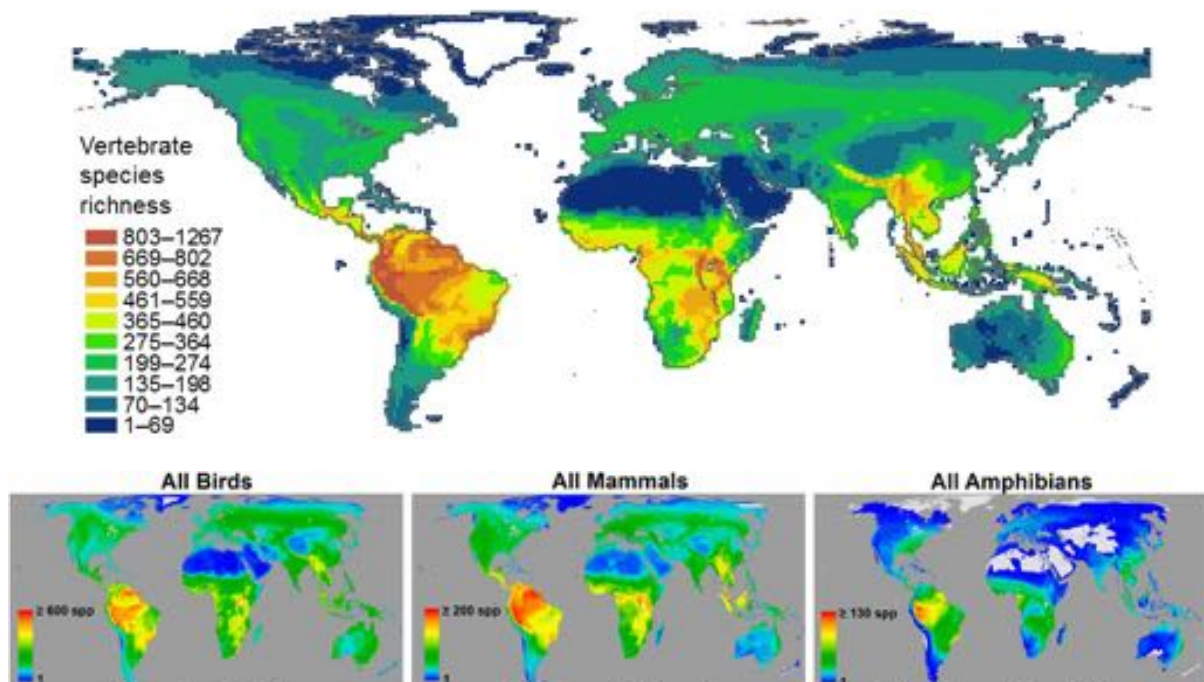 Vertebrate
species
richness
803–1267
669–802
560–668
461–559
365–460
275–364
199–274
135–198
70–134
1–69
All Birds
All Mammals
All Amphibians
≥ 600 spp
≥ 200 spp
≥ 130 spp
1